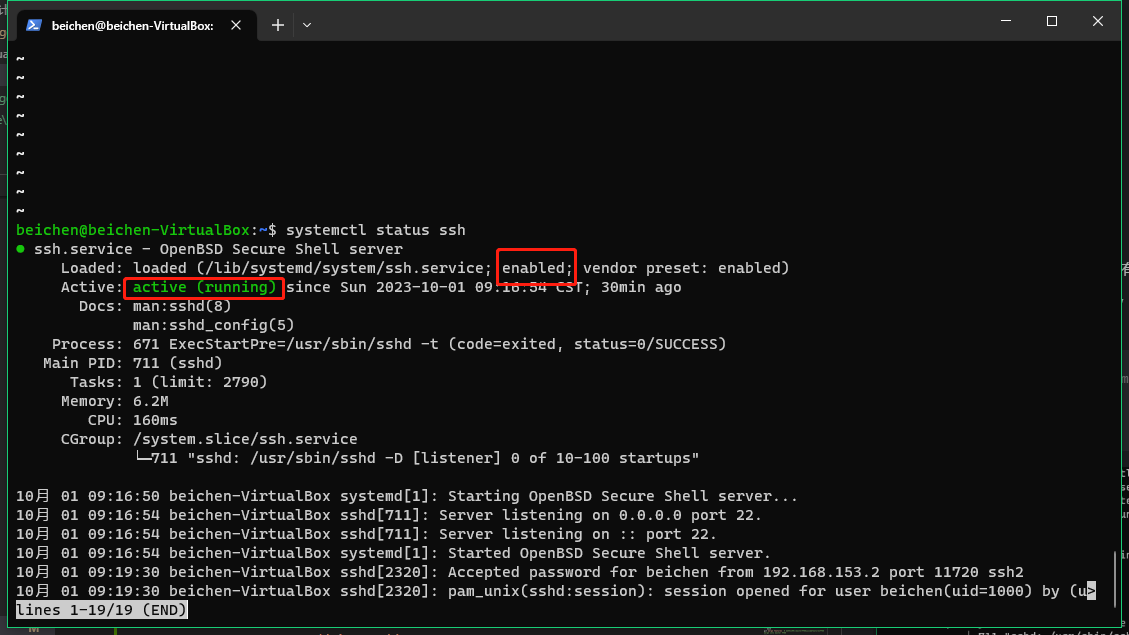 beichen@beichen-VirtualBox:
~
~
~
~
~
~
~
~
~
beichen@beichen-VirtualBox:~$ systemctl status ssh
● ssh.service - OpenBSD Secure Shell server
Loaded: loaded (/lib/systemd/system/ssh.service; enabled; vendor preset: enabled)
Active: active (running) since Sun 2023-10-01 09:16:54 CST; 30min ago
Docs: man:sshd(8)
man:sshd_config(5)
Process: 671 ExecStartPre=/usr/sbin/sshd -t (code=exited, status=0/SUCCESS)
Main PID: 711 (sshd)
Tasks: 1 (limit: 2790)
Memory: 6.2M
CPU: 160ms
CGroup: /system.slice/ssh.service
└─711 "sshd: /usr/sbin/sshd -D [listener] 0 of 10-100 startups"
10月 01 09:16:50 beichen-VirtualBox systemd[1]: Starting OpenBSD Secure Shell server...
10月 01 09:16:54 beichen-VirtualBox sshd[711]: Server listening on 0.0.0.0 port 22.
10月 01 09:16:54 beichen-VirtualBox sshd[711]: Server listening on :: port 22.
10月 01 09:16:54 beichen-VirtualBox systemd[1]: Started OpenBSD Secure Shell server.
10月 01 09:19:30 beichen-VirtualBox sshd[2320]: Accepted password for beichen from 192.168.153.2 port 11720 ssh2
10月 01 09:19:30 beichen-VirtualBox sshd[2320]: pam_unix(sshd:session): session opened for user beichen(uid=1000) by (u>
lines 1-19/19 (END)